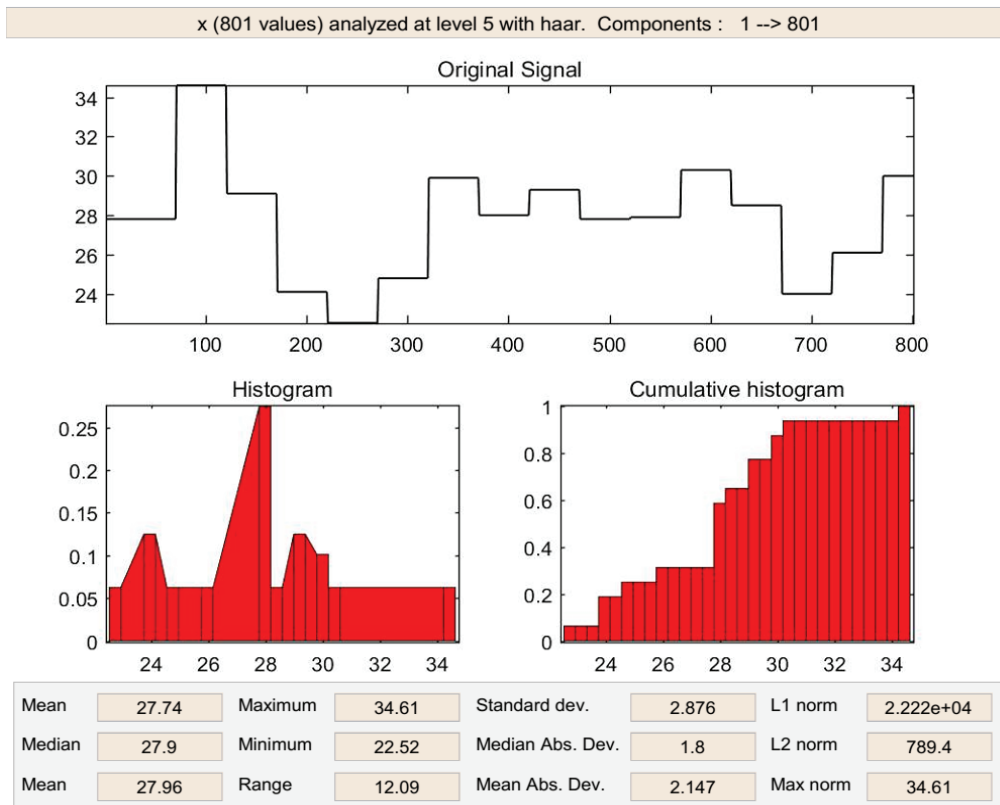 x (801 values) analyzed at level 5 with haar. Components : 1 --> 801
Original Signal
34
32
30
28
26
24
100 200 300 400 500 600 700 800
Histogram
0.25
0.2
0.15
0.1
0.05
0
24 26 28 30 32 34
Cumulative histogram
1
0.8
0.6
0.4
0.2
0
24 26 28 30 32 34
Mean 27.74 Maximum 34.61 Standard dev. 2.876 L1 norm 2.222e+04
Median 27.9 Minimum 22.52 Median Abs. Dev. 1.8 L2 norm 789.4
Mean 27.96 Range 12.09 Mean Abs. Dev. 2.147 Max norm 34.61